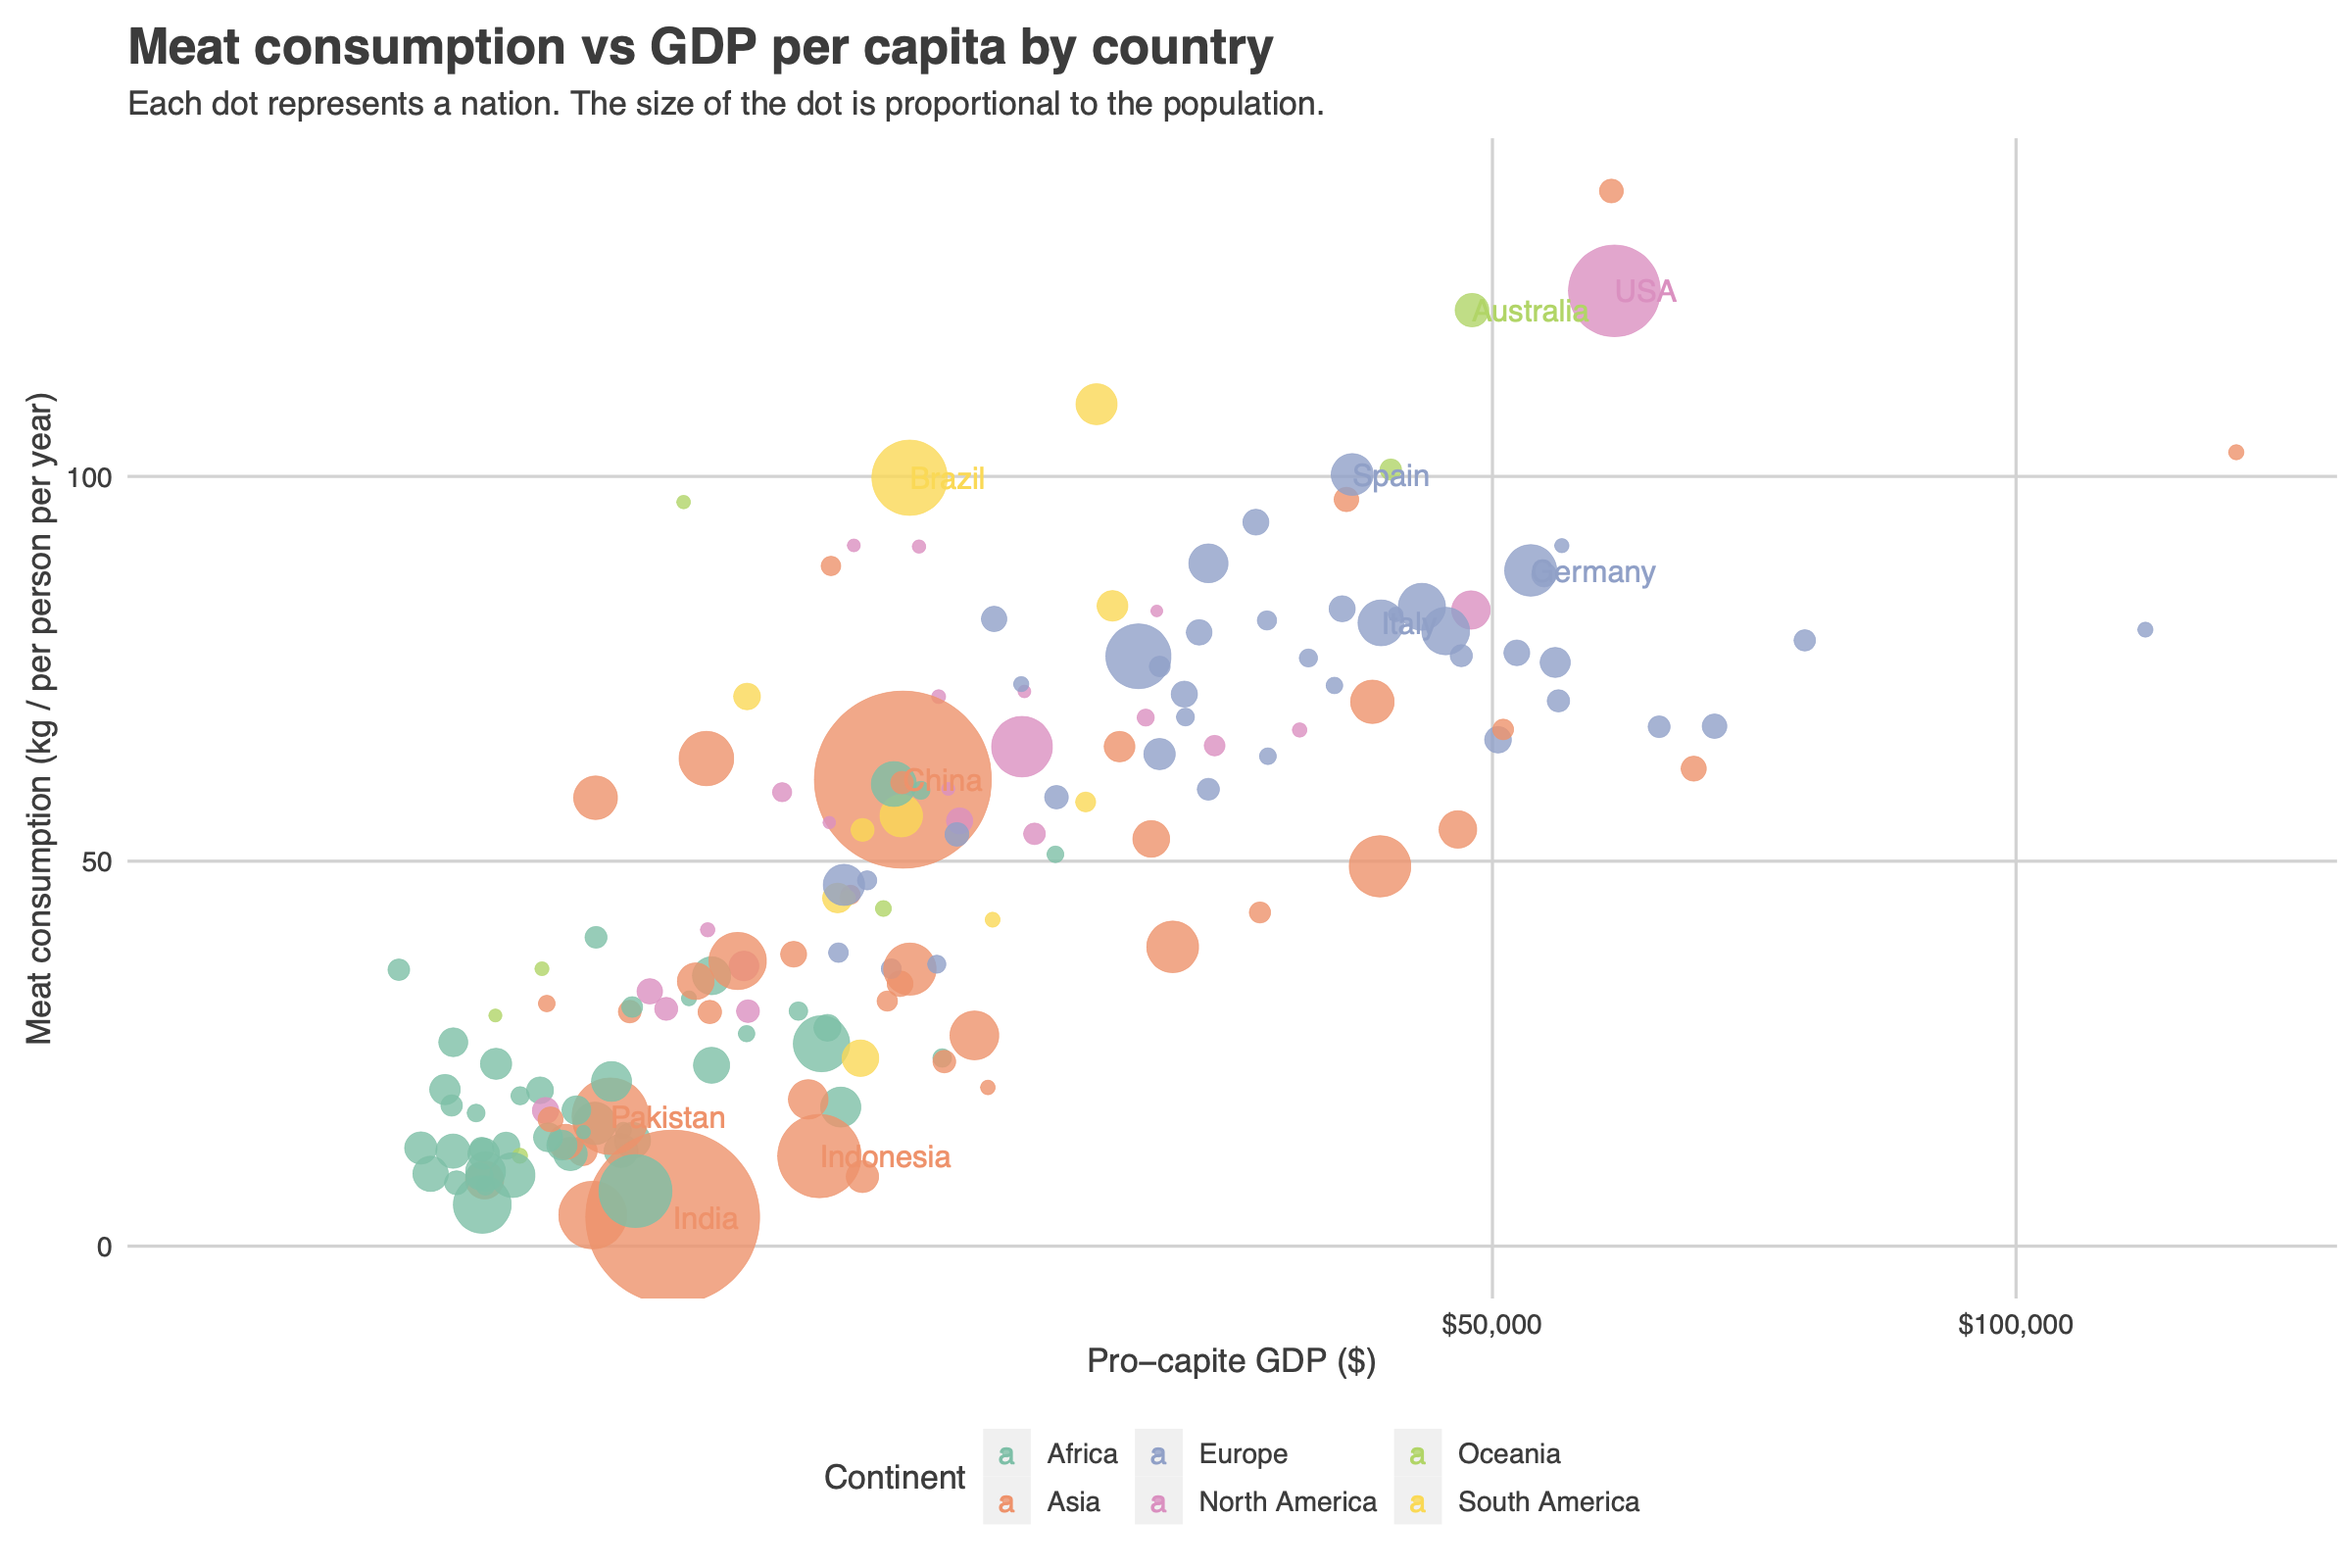 Meat consumption vs GDP per capita by country
Each dot represents a nation. The size of the dot is proportional to the population.
Meat consumption (kg / per person per year)
100
50
0
USA
Australia
Brazil
Spain
Germany
Italy
China
Pakistan
Indonesia
India
$50,000
$100,000
Pro–capite GDP ($)
Continent
a Africa
a Europe
a Oceania
a Asia
a North America
a South America